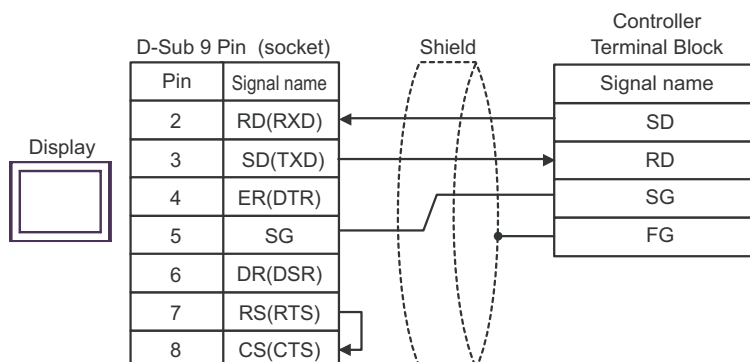 Controller
D-Sub 9 Pin (socket) Shield Terminal Block
Pin Signal name Signal name
2 RD(RXD) SD
Display 3 SD(TXD) RD
4 ER(DTR) SG
5 SG FG
6 DR(DSR)
7 RS(RTS)
8 CS(CTS)